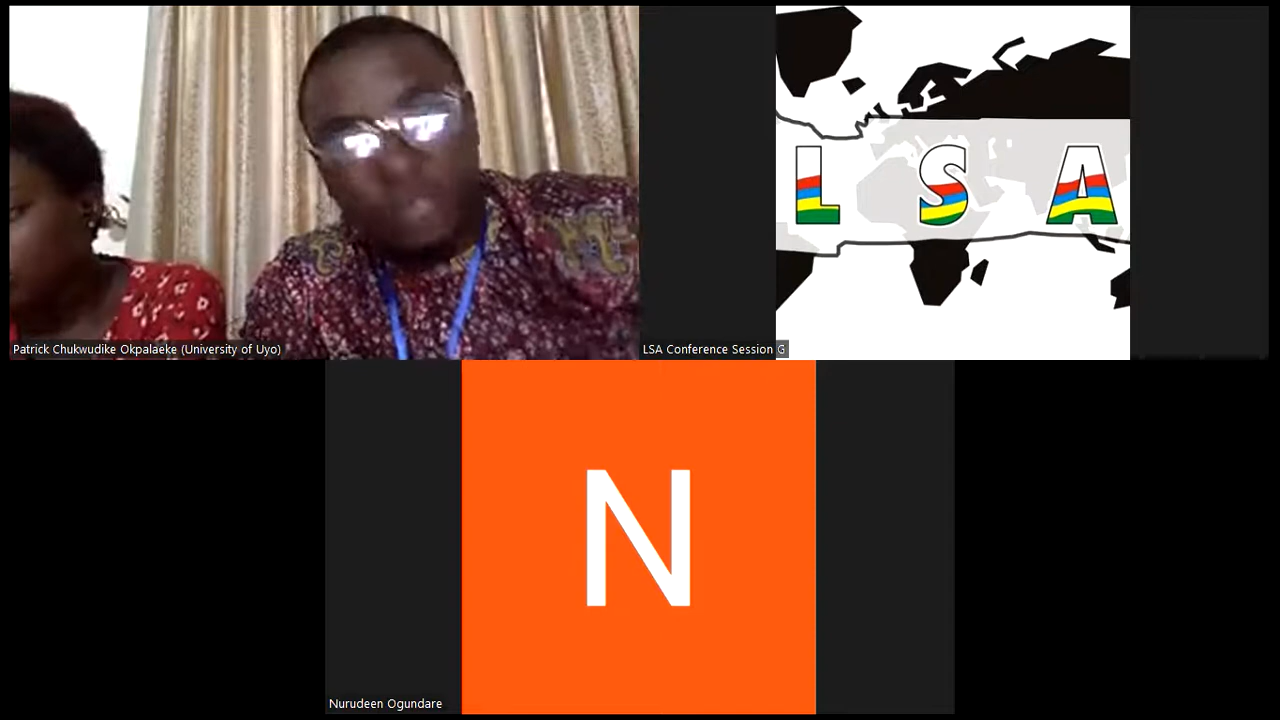 L S A
Patrick Chukwudike Okpalaeke (University of Uyo)
LSA Conference Session G
N
Nurudeen Ogundare